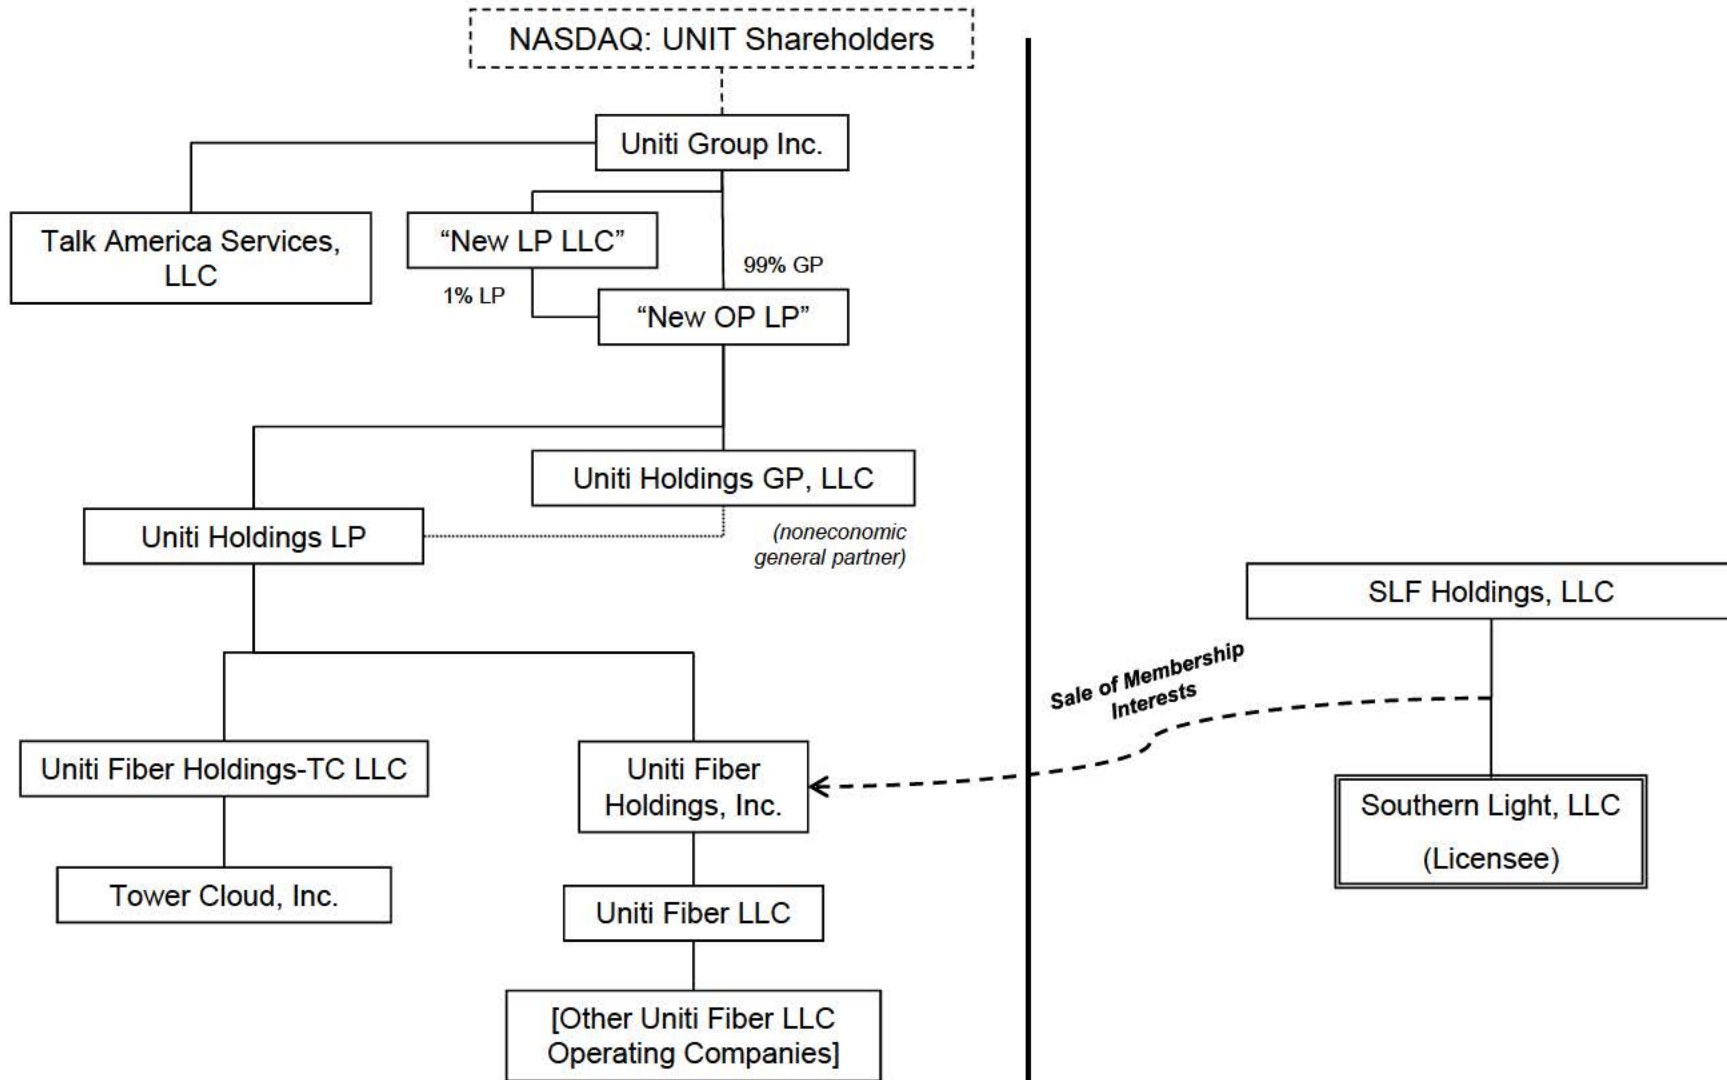 NASDAQ: UNIT Shareholders
Uniti Group Inc.
Talk America Services,
LLC
“New LP LLC”
99% GP
1% LP
“New OP LP”
Uniti Holdings GP, LLC
Uniti Holdings LP
(noneconomic
general partner)
SLF Holdings, LLC
Sale of Membership
Interests
Uniti Fiber Holdings-TC LLC
Uniti Fiber
Holdings, Inc.
Southern Light, LLC
(Licensee)
Tower Cloud, Inc.
Uniti Fiber LLC
[Other Uniti Fiber LLC
Operating Companies]